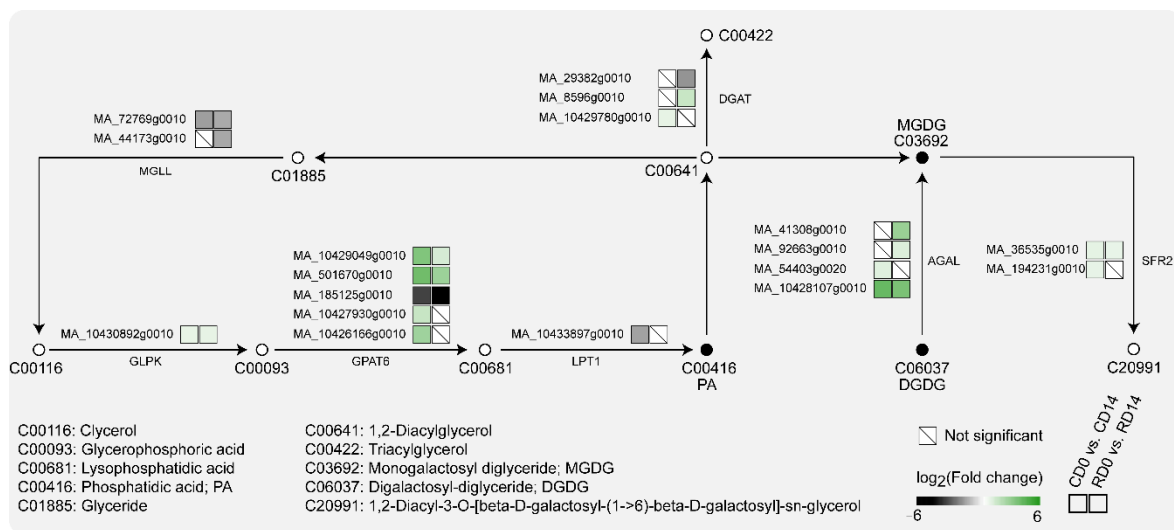 C00422
MA_29382g0010
MA_8596g0010
MA_10429780g0010
DGAT
MA_72769g0010
MA_44173g0010
MGDG
C03692
MGLL
C01885
C00641
MA_10429049g0010
MA_501670g0010
MA_185125g0010
MA_10427930g0010
MA_10426166g0010
MA_41308g0010
MA_92663g0010
MA_54403g0020
MA_10428107g0010
AGAL
MA_36535g0010
MA_194231g0010
SFR2
MA_10430892g0010
MA_10433897g0010
C00116
GLPK
C00093
GPAT6
C00681
LPT1
C00416
PA
C06037
DGDG
C20991
C00116: Clycerol
C00093: Glycerophosphoric acid
C00681: Lysophosphatidic acid
C00416: Phosphatidic acid; PA
C01885: Glyceride
C00641: 1,2-Diacylglycerol
C00422: Triacylglycerol
C03692: Monogalactosyl diglyceride; MGDG
C06037: Digalactosyl-diglyceride; DGDG
C20991: 1,2-Diacyl-3-O-[beta-D-galactosyl-(1->6)-beta-D-galactosyl]-sn-glycerol
Not significant
log2(Fold change)
-6 6
CD0 vs. CD14
RD0 vs. RD14